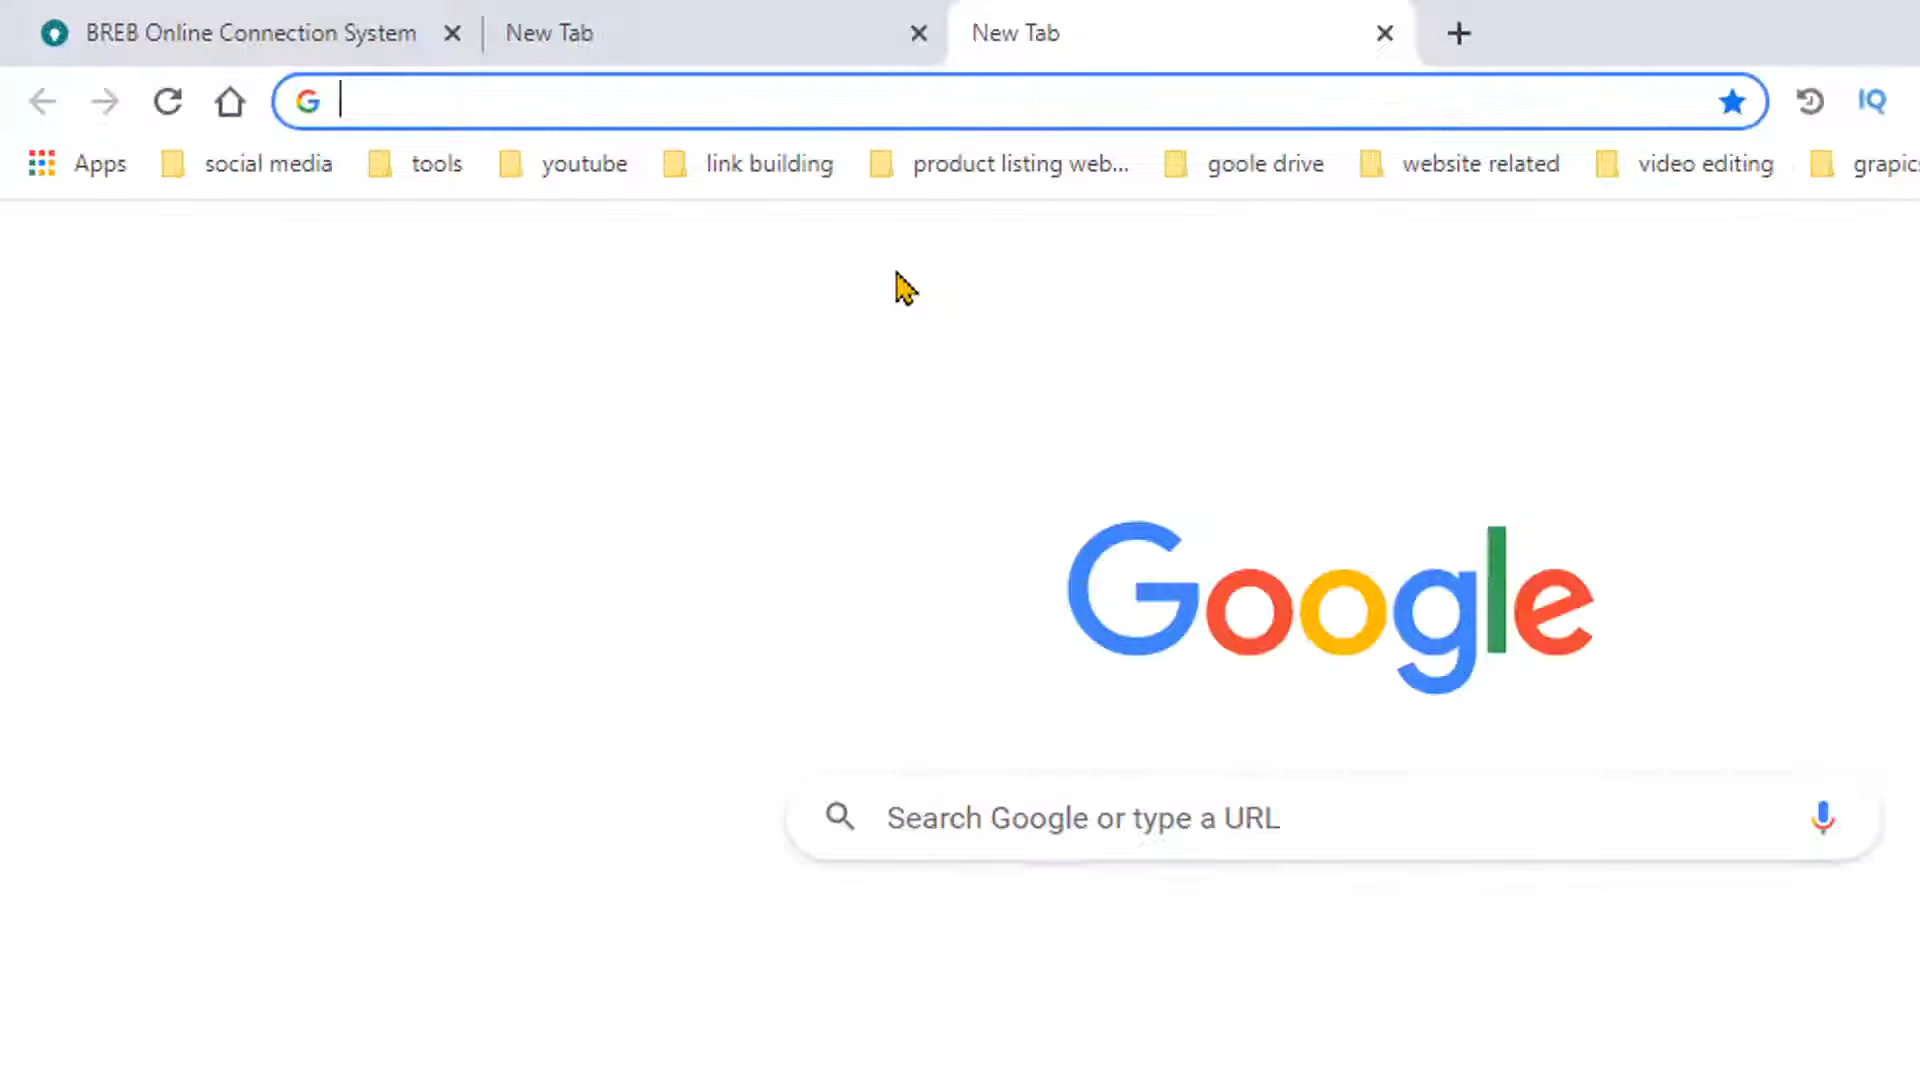 BREB Online Connection System
New Tab
New Tab
Apps
social media
tools
youtube
link building
product listing web...
goole drive
website related
video editing
grapics
IQ
Google
Search Google or type a URL